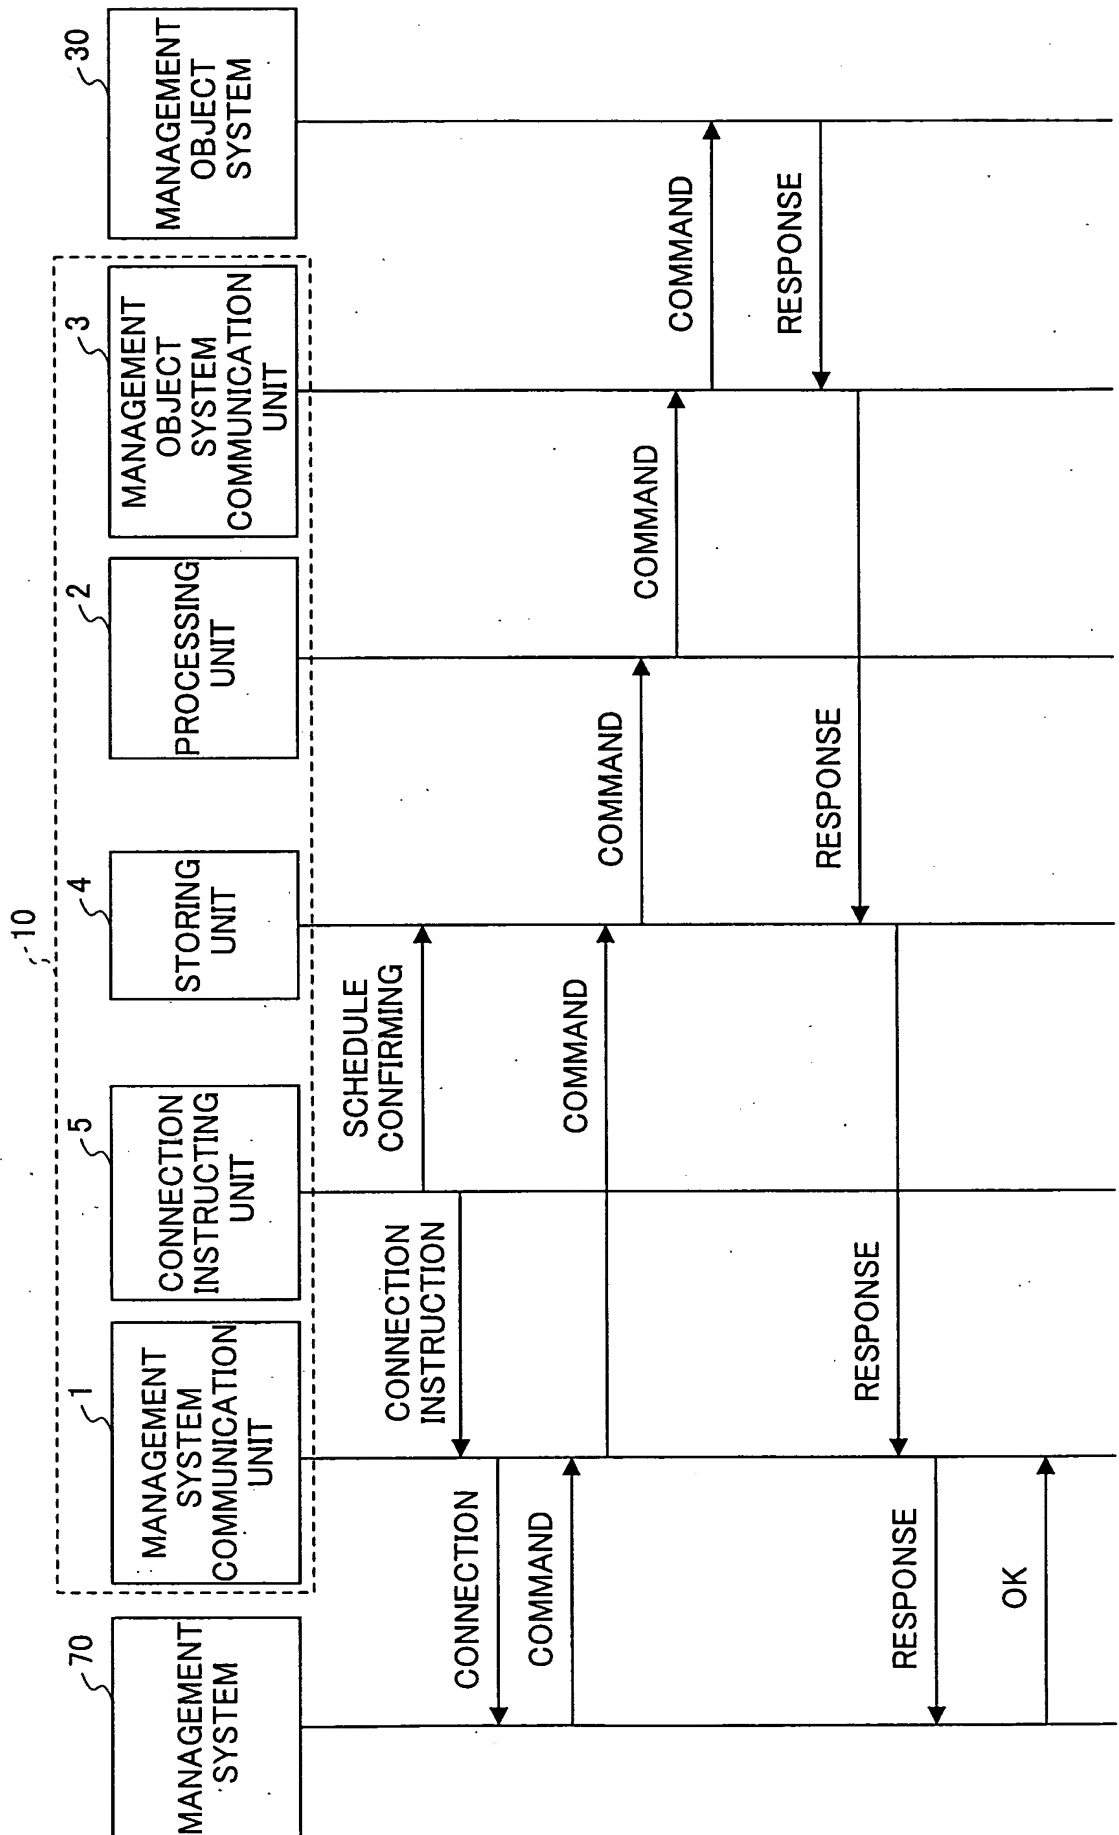 10
70
MANAGEMENT
SYSTEM
1
MANAGEMENT
SYSTEM
COMMUNICATION
UNIT
5
CONNECTION
INSTRUCTING
UNIT
4
STORING
UNIT
2
PROCESSING
UNIT
3
MANAGEMENT
OBJECT
SYSTEM
COMMUNICATION
UNIT
30
MANAGEMENT
OBJECT
SYSTEM
SCHEDULE
CONFIRMING
CONNECTION
INSTRUCTION
CONNECTION
COMMAND
COMMAND
COMMAND
COMMAND
COMMAND
RESPONSE
RESPONSE
RESPONSE
RESPONSE
OK